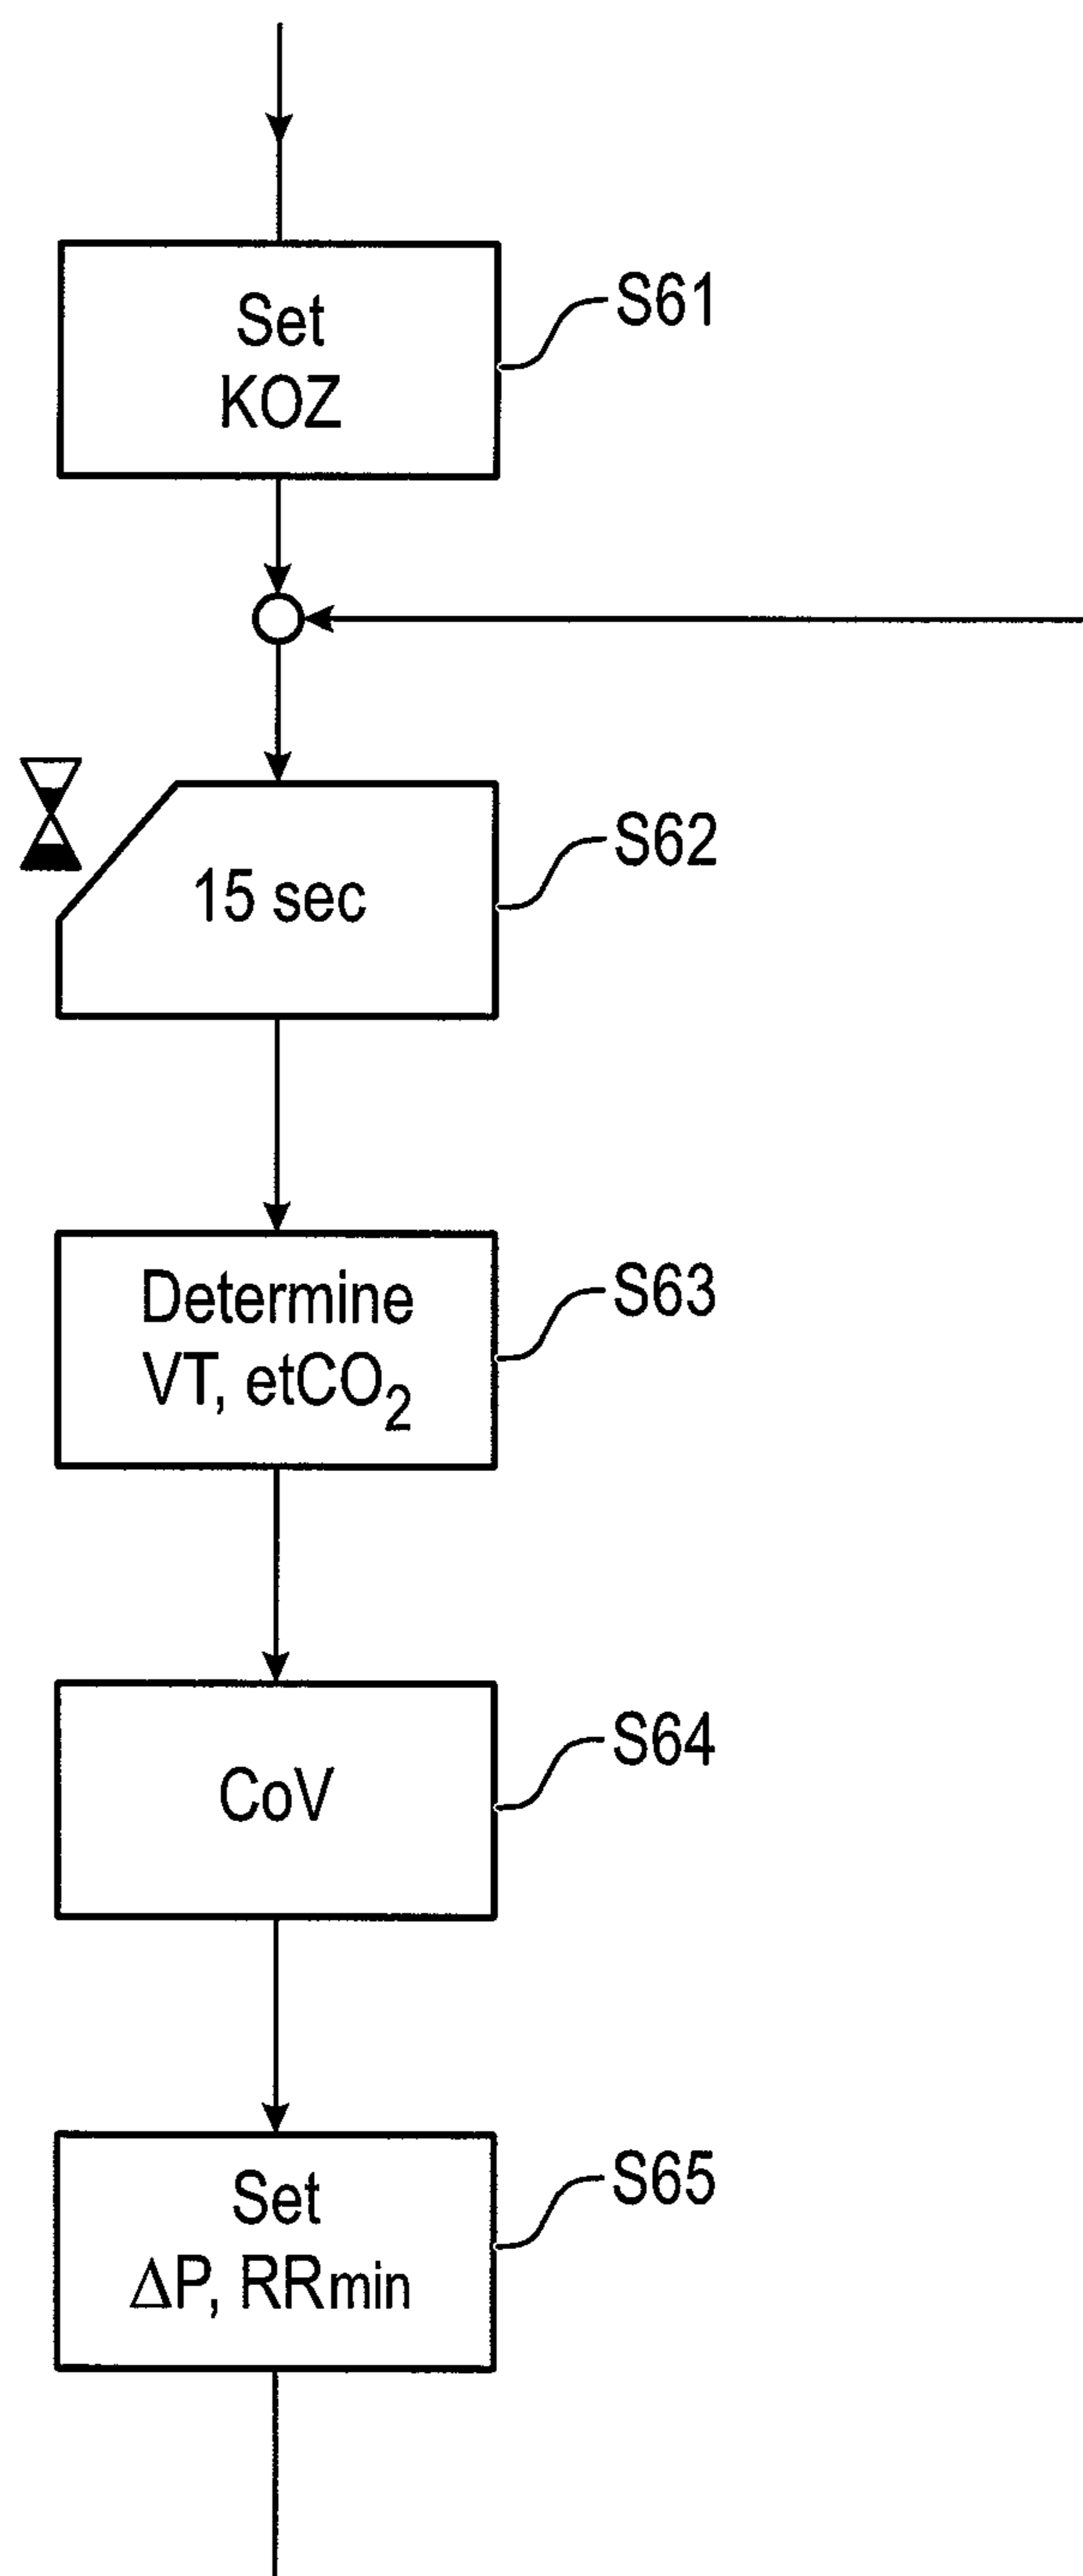 Set
KOZ
S61
15 sec
S62
Determine
VT, etCO₂
S63
CoV
S64
Set
ΔP, RRmin
S65